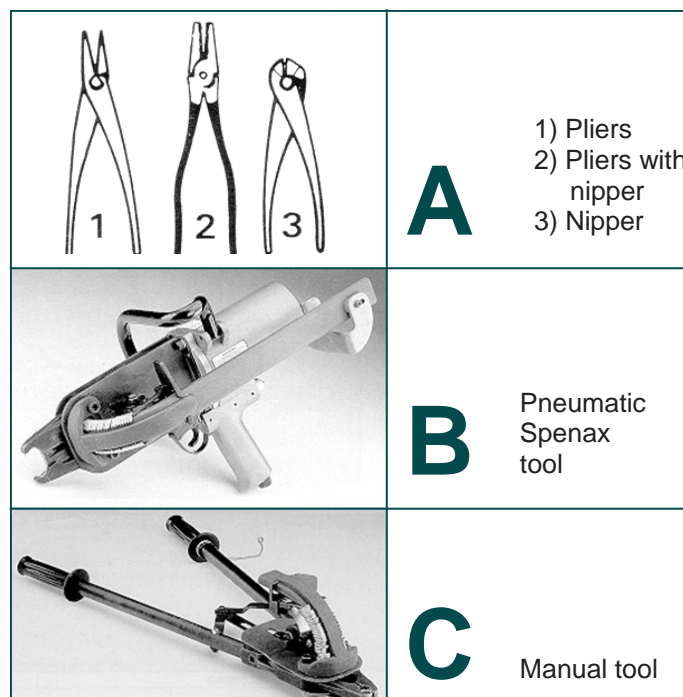 1 2 3
A
1) Pliers
2) Pliers with
nipper
3) Nipper
B
Pneumatic
Spenax
tool
C
Manual tool